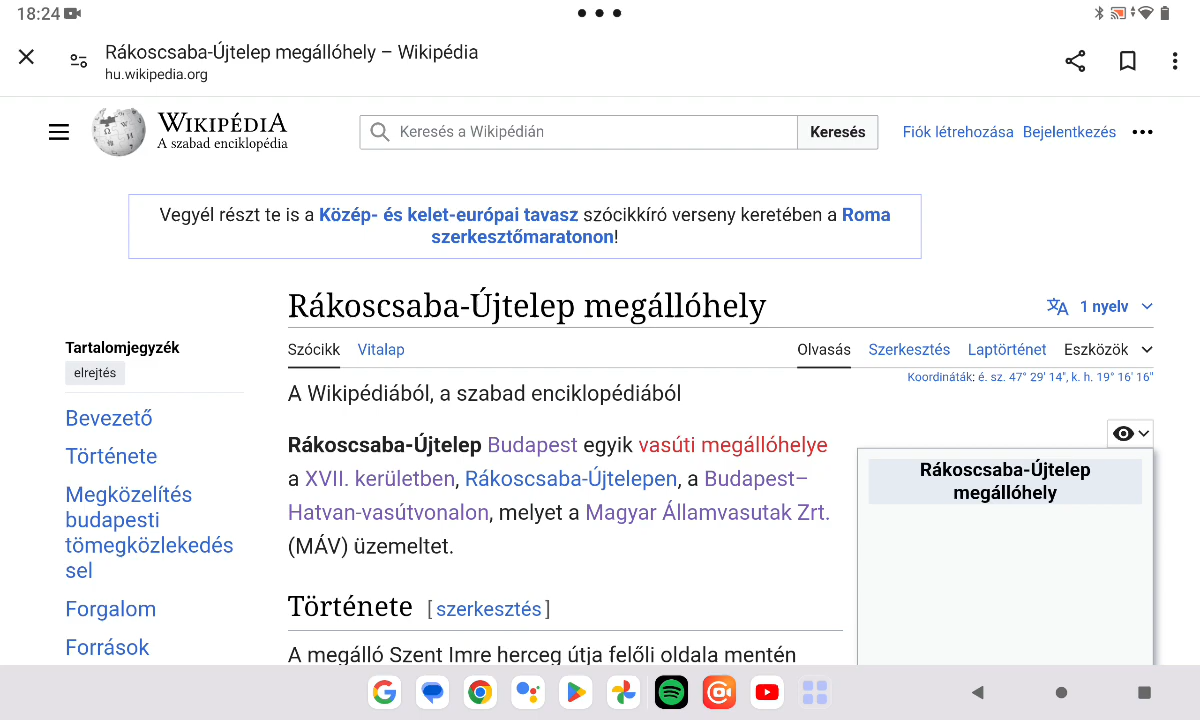 18:24
Rákoscsaba-Újtelep megállóhely – Wikipédia
hu.wikipedia.org
WIKIPÉDIA
A szabad enciklopédia
Keresés a Wikipédián
Keresés
Fiók létrehozása Bejelentkezés
Vegyél részt te is a Közép- és kelet-európai tavasz szócikkíró verseny keretében a Roma
szerkesztőmaratonon!
Rákoscsaba-Újtelep megállóhely
1 nyelv
Tartalomjegyzék
elrejtés
Bevezető
Története
Megközelítés
budapesti
tömegközlekedés
sel
Forgalom
Források
Szócikk Vitalap
Olvasás Szerkesztés Laptörténet Eszközök
Koordináták: é. sz. 47° 29′ 14″, k. h. 19° 16′ 16″
A Wikipédiából, a szabad enciklopédiából
Rákoscsaba-Újtelep Budapest egyik vasúti megállóhelye
a XVII. kerületben, Rákoscsaba-Újtelepen, a Budapest–
Hatvan-vasútvonalon, melyet a Magyar Államvasutak Zrt.
(MÁV) üzemeltet.
Rákoscsaba-Újtelep
megállóhely
Története [ szerkesztés ]
A megálló Szent Imre herceg útja felőli oldala mentén